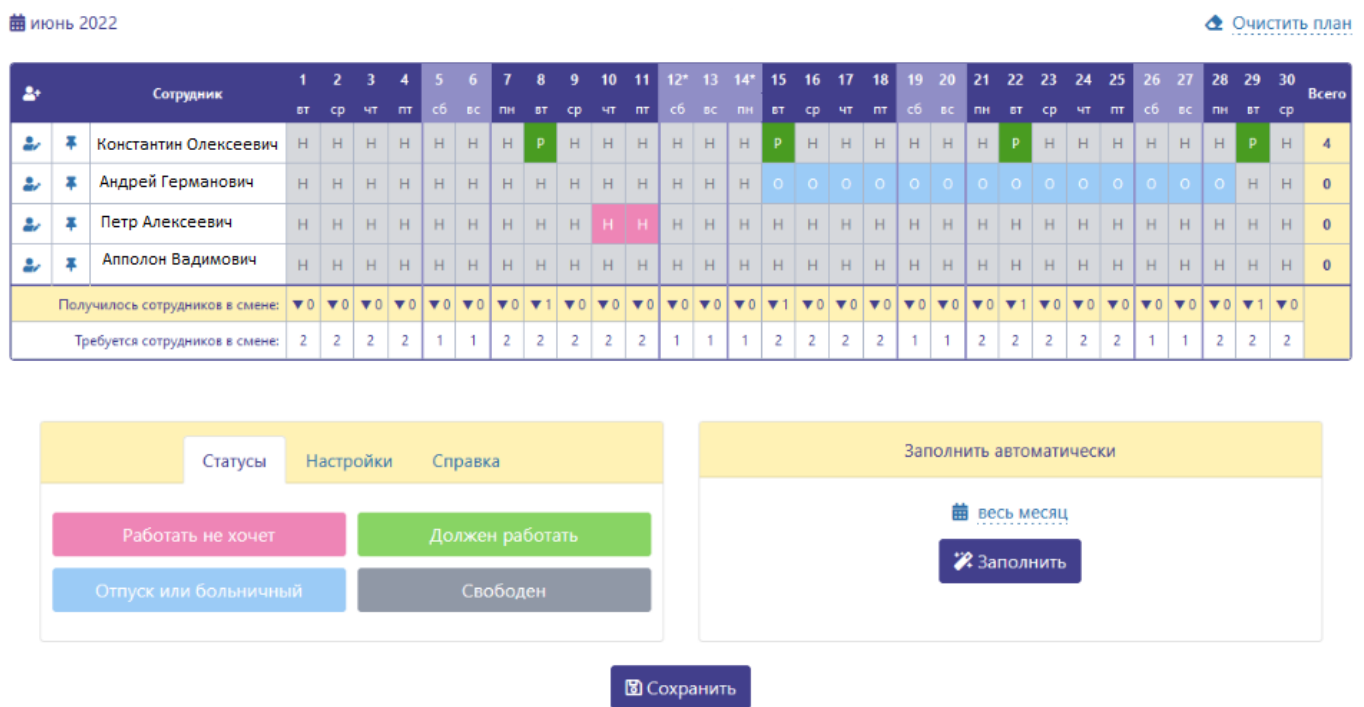 июнь 2022 Очистить план
Сотрудник 1 2 3 4 5 6 7 8 9 10 11 12* 13 14* 15 16 17 18 19 20 21 22 23 24 25 26 27 28 29 30 Всего
вт ср чт пт сб вс пн вт ср чт пт сб вс пн вт ср чт пт сб вс пн вт ср чт пт сб вс пн вт ср
Константин Олексеевич Н Н Н Н Н Н Н Р Н Н Н Н Н Н Р Н Н Н Н Н Н Р Н Н Н Н Н Н Р Н 4
Андрей Германович Н Н Н Н Н Н Н Н Н Н Н Н Н Н О О О О О О О О О О О О О О Н Н 0
Петр Алексеевич Н Н Н Н Н Н Н Н Н Н Н Н Н Н Н Н Н Н Н Н Н Н Н Н Н Н Н Н Н Н 0
Апполон Вадимович Н Н Н Н Н Н Н Н Н Н Н Н Н Н Н Н Н Н Н Н Н Н Н Н Н Н Н Н Н Н 0
Получилось сотрудников в смене: ▼0 ▼0 ▼0 ▼0 ▼0 ▼0 ▼0 ▼1 ▼0 ▼0 ▼0 ▼0 ▼0 ▼0 ▼1 ▼0 ▼0 ▼0 ▼0 ▼0 ▼0 ▼1 ▼0 ▼0 ▼0 ▼0 ▼0 ▼0 ▼1 ▼0
Требуется сотрудников в смене: 2 2 2 2 1 1 2 2 2 2 2 1 1 1 2 2 2 2 1 1 2 2 2 2 2 1 1 2 2 2
Статусы Настройки Справка
Работать не хочет Должен работать
Отпуск или больничный Свободен
Заполнить автоматически
весь месяц
Заполнить
Сохранить